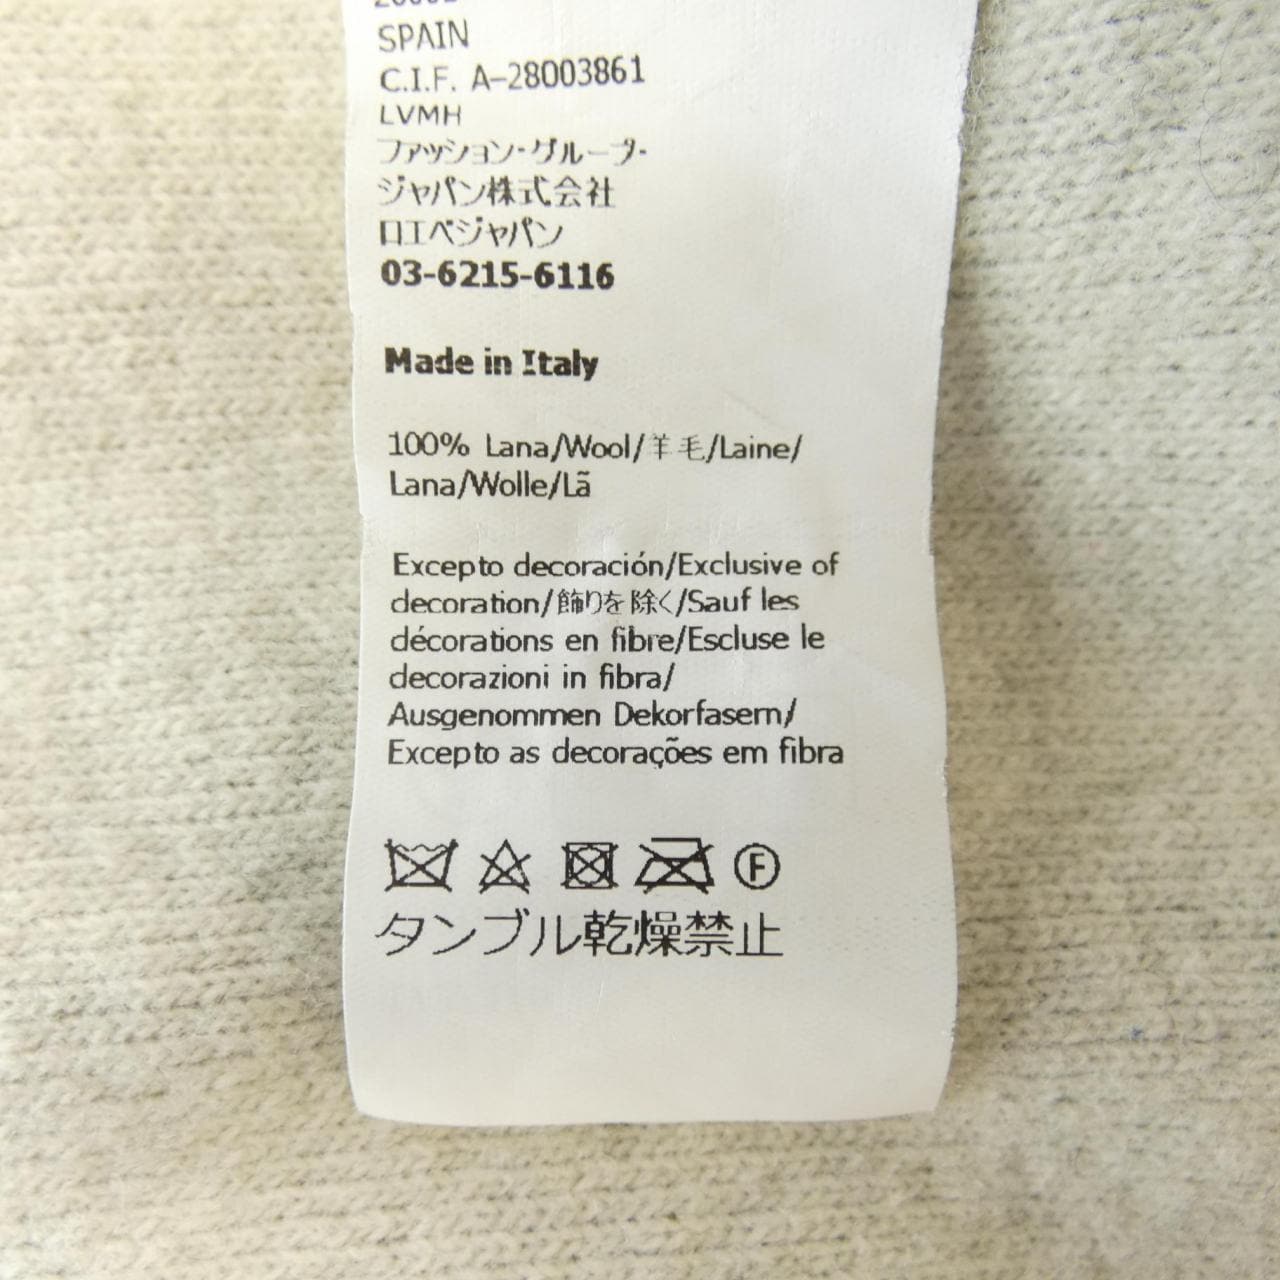 SPAIN
C.I.F. A-28003861
LVMH
ファッション・グループ・
ジャパン株式会社
ロエベジャパン
03-6215-6116
Made in Italy
100% Lana/Wool/羊毛/Laine/
Lana/Wolle/Lã
Excepto decoración/Exclusive of
decoration/飾りを除く/Sauf les
décorations en fibre/Escluse le
decorazioni in fibra/
Ausgenommen Dekorfasern/
Excepto as decorações em fibra
F
タンブル乾燥禁止